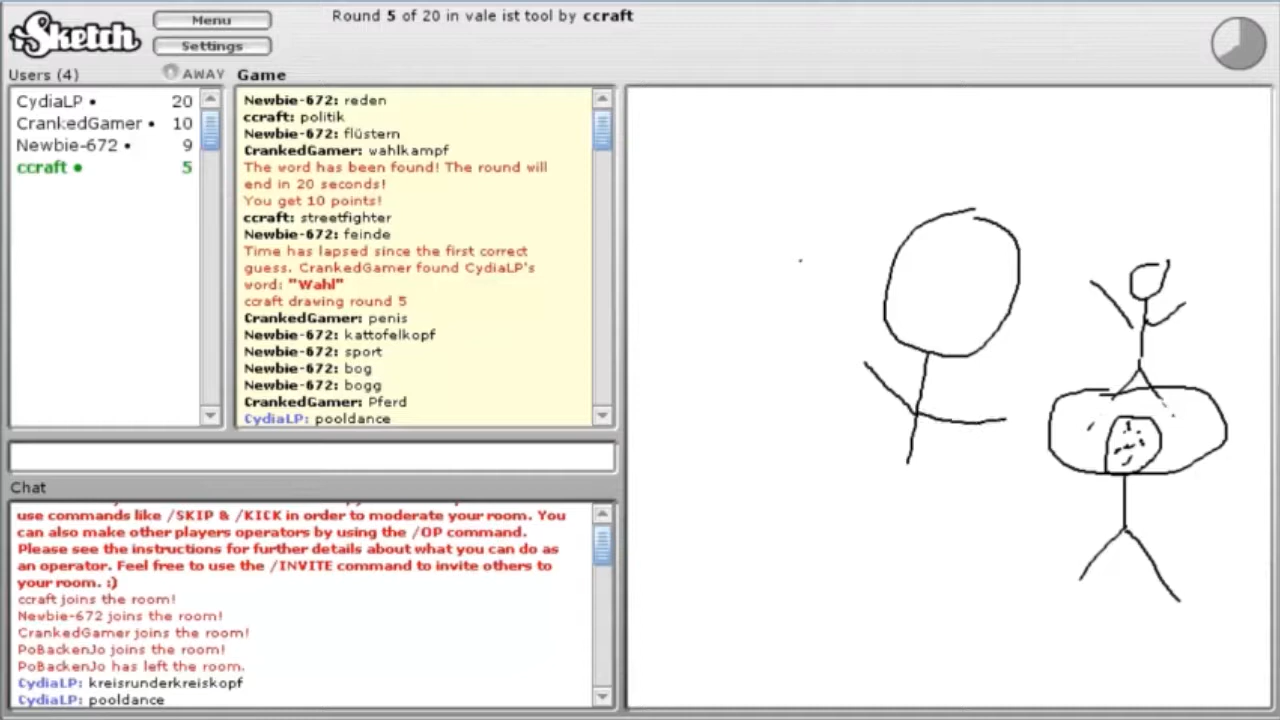 iSketch
Menu
Settings
Round 5 of 20 in vale ist tool by ccraft
Users (4)
AWAY
Game
CydiaLP • 20
CrankedGamer • 10
Newbie-672 • 9
ccraft • 5
Newbie-672: reden
ccraft: politik
Newbie-672: flüstern
CrankedGamer: wahlkampf
The word has been found! The round will
end in 20 seconds!
You get 10 points!
ccraft: streetfighter
Newbie-672: feinde
Time has lapsed since the first correct
guess. CrankedGamer found CydiaLP's
word: "Wahl"
ccraft drawing round 5
CrankedGamer: penis
Newbie-672: kattofelkopf
Newbie-672: sport
Newbie-672: bog
Newbie-672: bogg
CrankedGamer: Pferd
CydiaLP: pooldance
Chat
use commands like /SKIP & /KICK in order to moderate your room. You
can also make other players operators by using the /OP command.
Please see the instructions for further details about what you can do as
an operator. Feel free to use the /INVITE command to invite others to
your room. :)
ccraft joins the room!
Newbie-672 joins the room!
CrankedGamer joins the room!
PoBackenJo joins the room!
PoBackenJo has left the room.
CydiaLP: kreisrunderkreiskopf
CydiaLP: pooldance